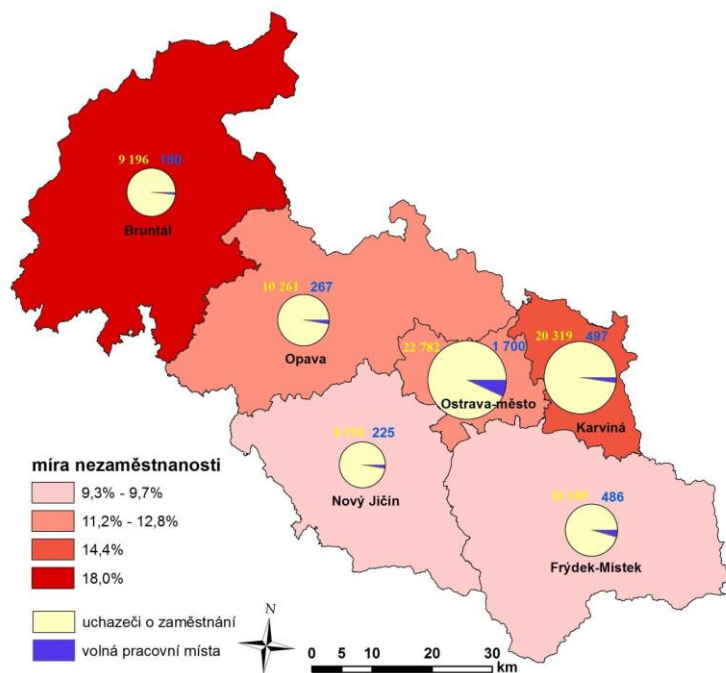 9 196 160
Bruntál
10 261 267
Opava
22 782 1 700
Ostrava-město
20 319 497
Karviná
225
Nový Jičín
486
Frýdek-Místek
míra nezaměstnanosti
9,3% - 9,7%
11,2% - 12,8%
14,4%
18,0%
uchazeči o zaměstnání
volná pracovní místa
N
0 5 10 20 30
km